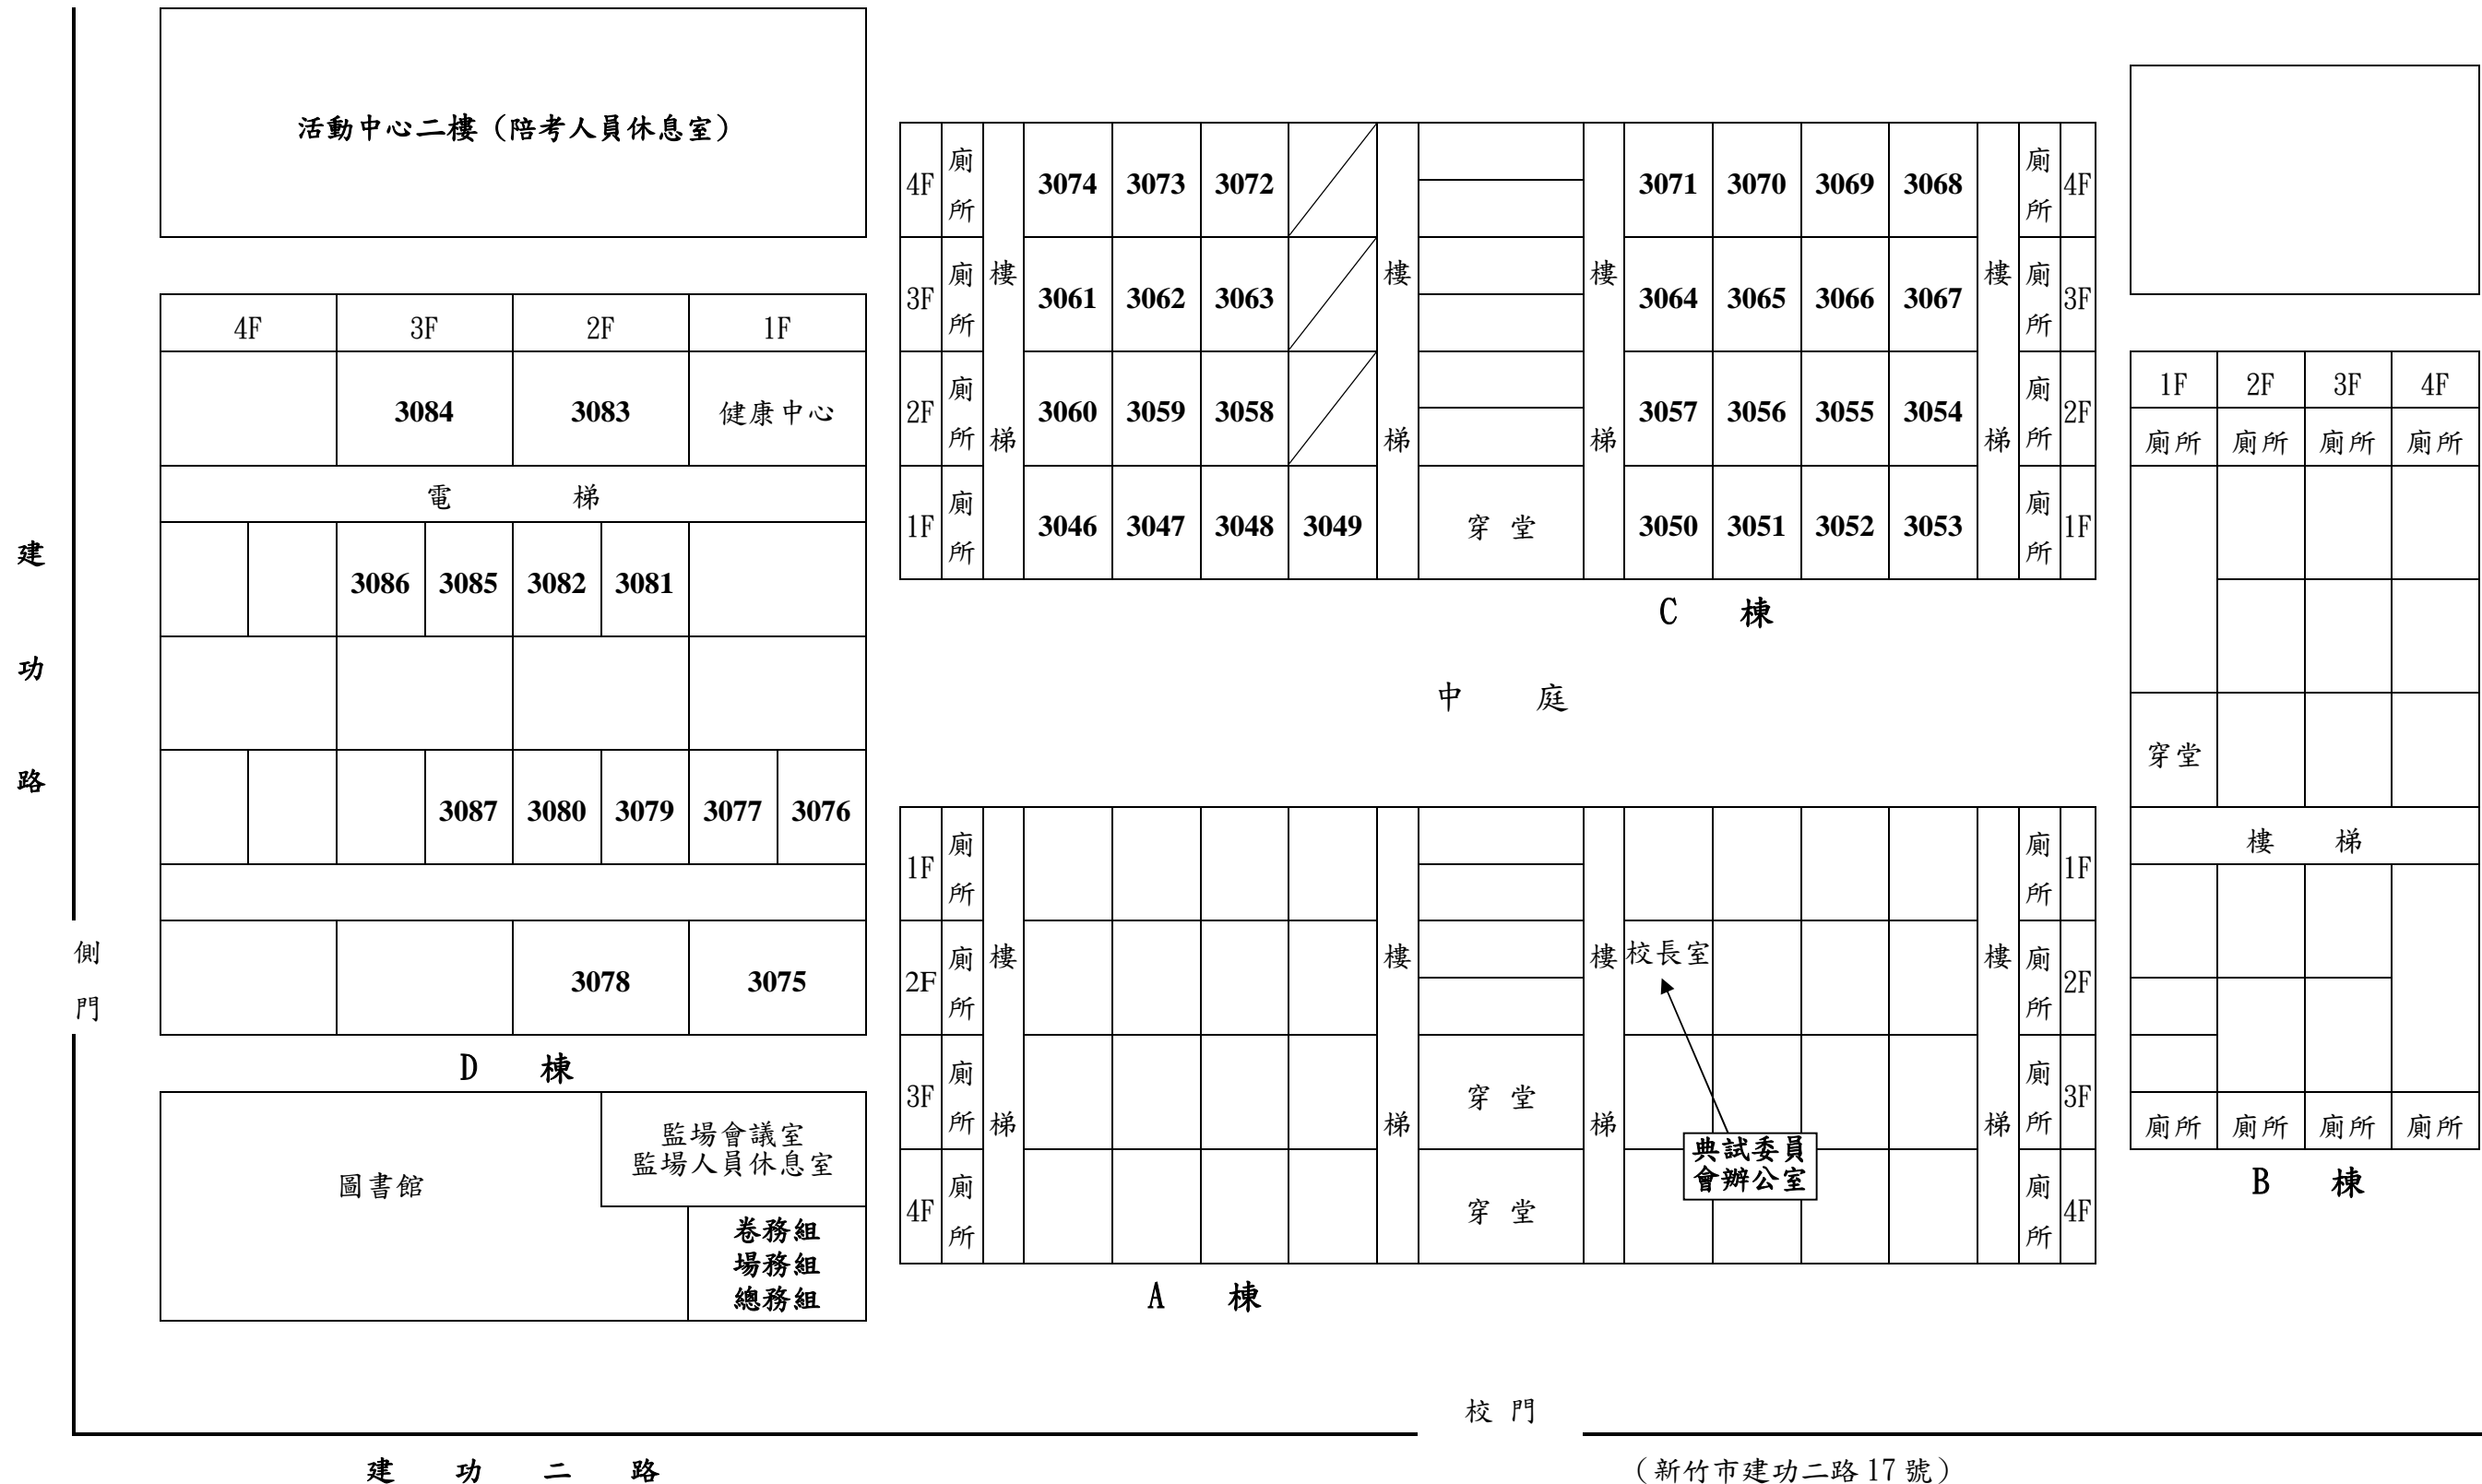 活動中心二樓（陪考人員休息室）
4F 廁所 3074 3073 3072 3071 3070 3069 3068 廁所 4F
3F 廁所 樓 3061 3062 3063 樓 樓 3064 3065 3066 3067 樓 廁所 3F
2F 廁所 梯 3060 3059 3058 梯 梯 3057 3056 3055 3054 梯 廁所 2F
1F 廁所 3046 3047 3048 3049 穿堂 3050 3051 3052 3053 廁所 1F
C 棟
4F 3F 2F 1F
3084 3083 健康中心
電 梯
3086 3085 3082 3081
3087 3080 3079 3077 3076
3078 3075
D 棟
建功路
側門
中 庭
1F 2F 3F 4F
廁所 廁所 廁所 廁所
穿堂
樓 梯
廁所 廁所 廁所 廁所
B 棟
1F 廁所 廁所 1F
2F 廁所 樓 樓 樓 校長室 樓 廁所 2F
3F 廁所 梯 梯 穿堂 梯 梯 廁所 3F
4F 廁所 穿堂 廁所 4F
典試委員
會辦公室
A 棟
圖書館
監場會議室
監場人員休息室
卷務組
場務組
總務組
校門
建 功 二 路
（新竹市建功二路 17 號）